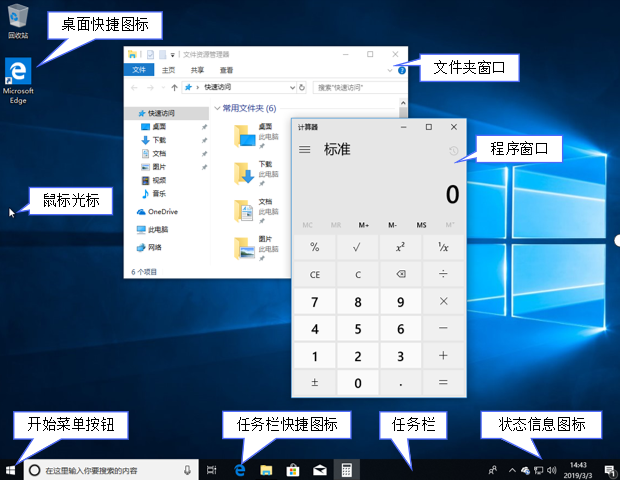 回收站
桌面快捷图标
Microsoft
Edge
文件资源管理器
文件 主页 共享 查看
快速访问
搜索"快速访问"
文件夹窗口
快速访问
桌面
下载
文档
图片
视频
音乐
OneDrive
此电脑
网络
6 个项目
常用文件夹 (6)
桌面
此电脑
下载
此电脑
文档
此电脑
图片
此电脑
计算器
标准
程序窗口
0
MC MR M+ M- MS M˅
% √ x² ¹/x
CE C ⌫ ÷
7 8 9 ×
4 5 6 −
1 2 3 +
± 0 . =
鼠标光标
开始菜单按钮
任务栏快捷图标
任务栏
状态信息图标
在这里输入你要搜索的内容
14:43
2019/3/3
1